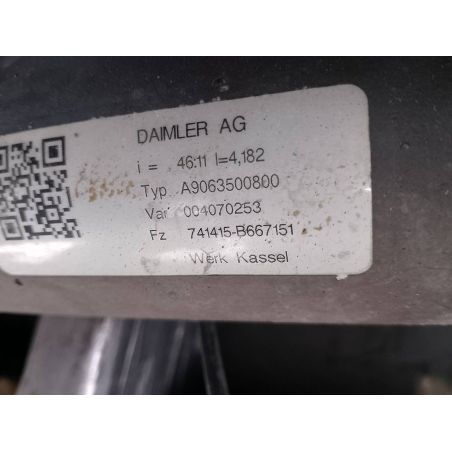 DAIMLER AG
i = 46:11 I=4,182
Typ A9063500800
Var 004070253
Fz 741415-B667151
Werk Kassel